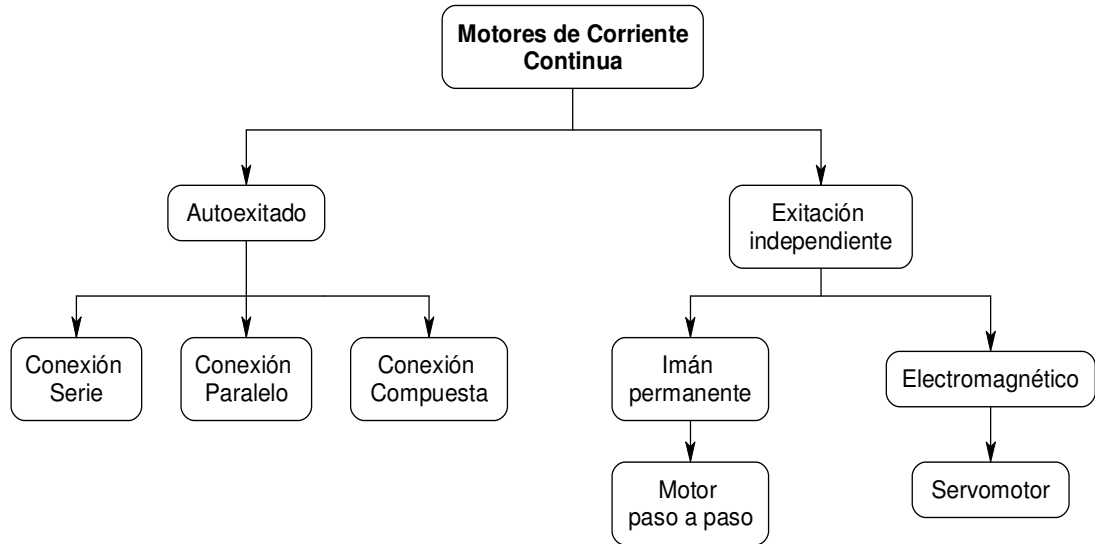 Motores de Corriente
Continua
Autoexitado
Exitación
independiente
Conexión
Serie
Conexión
Paralelo
Conexión
Compuesta
Imán
permanente
Electromagnético
Motor
paso a paso
Servomotor